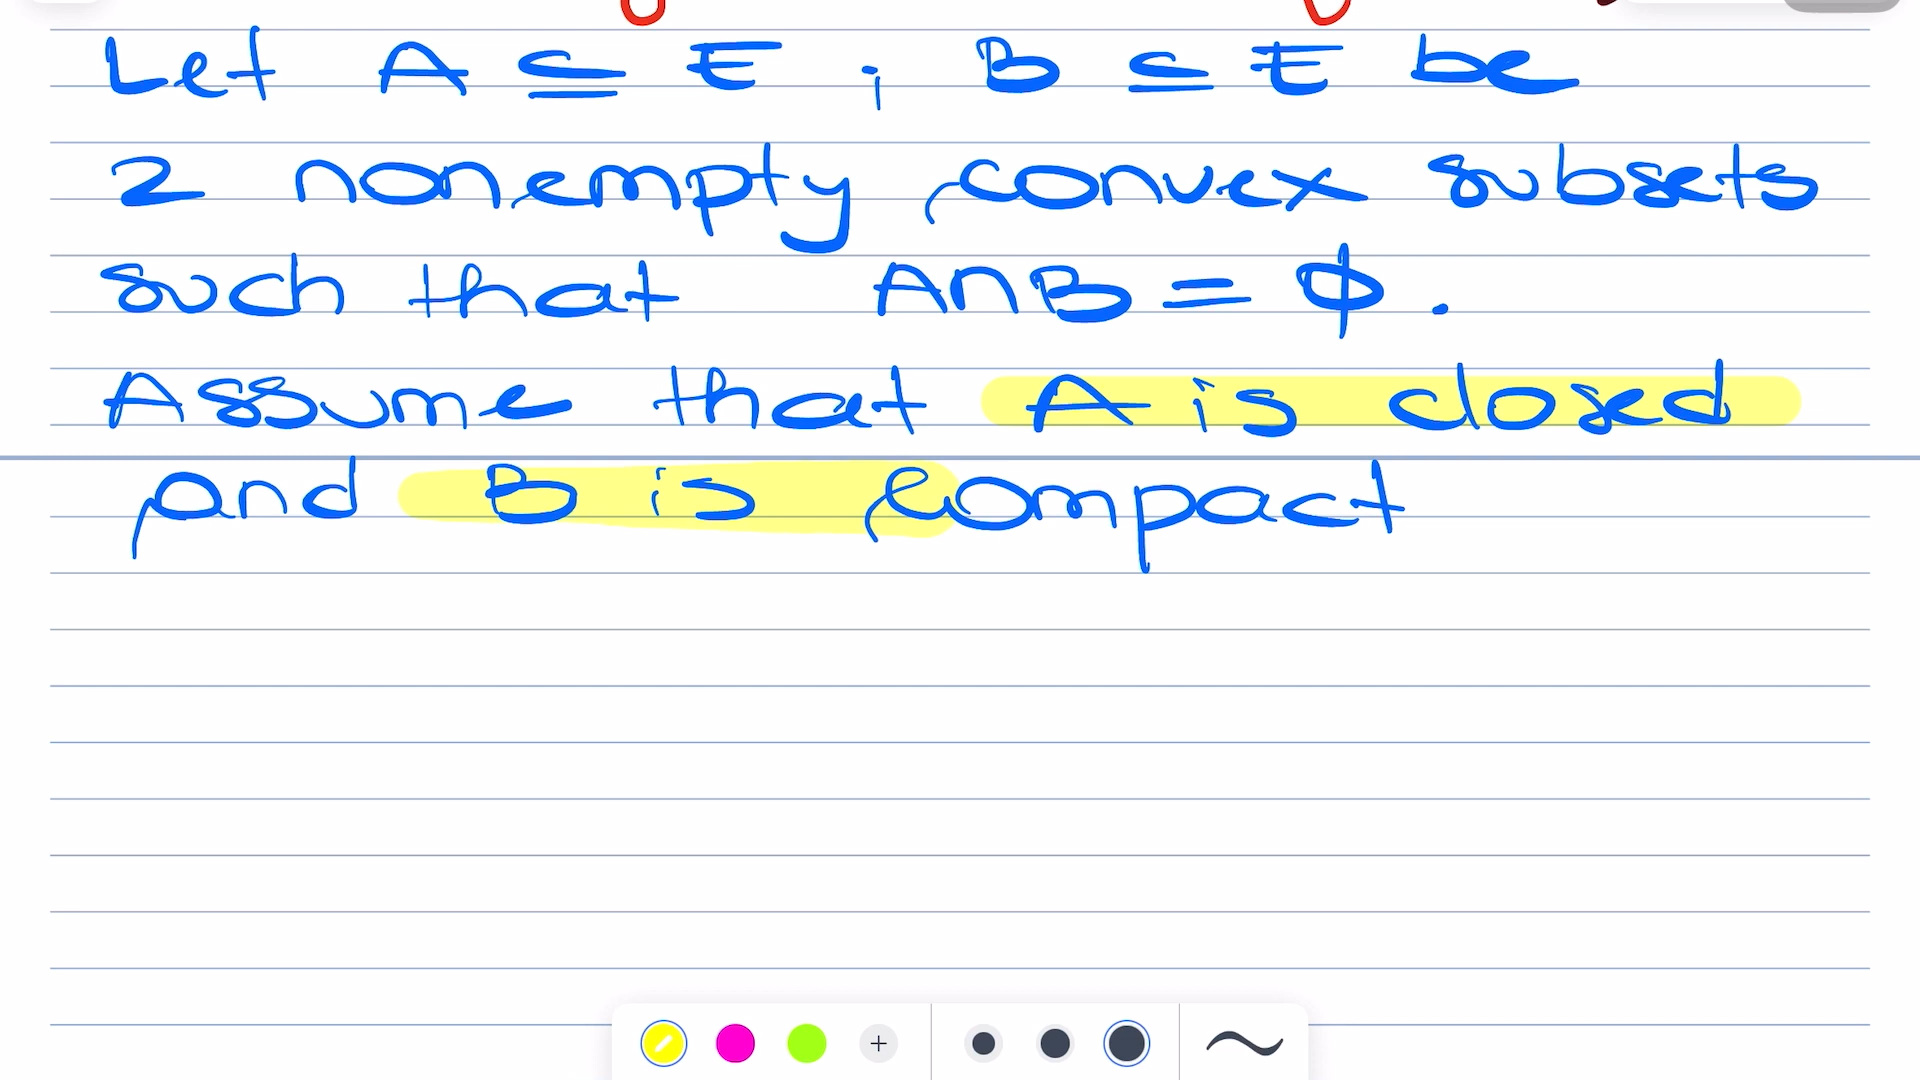 Let A ⊆ E , B ⊆ E be
2 nonempty, convex subsets
such that A∩B = ϕ .
Assume that A is closed
and B is compact